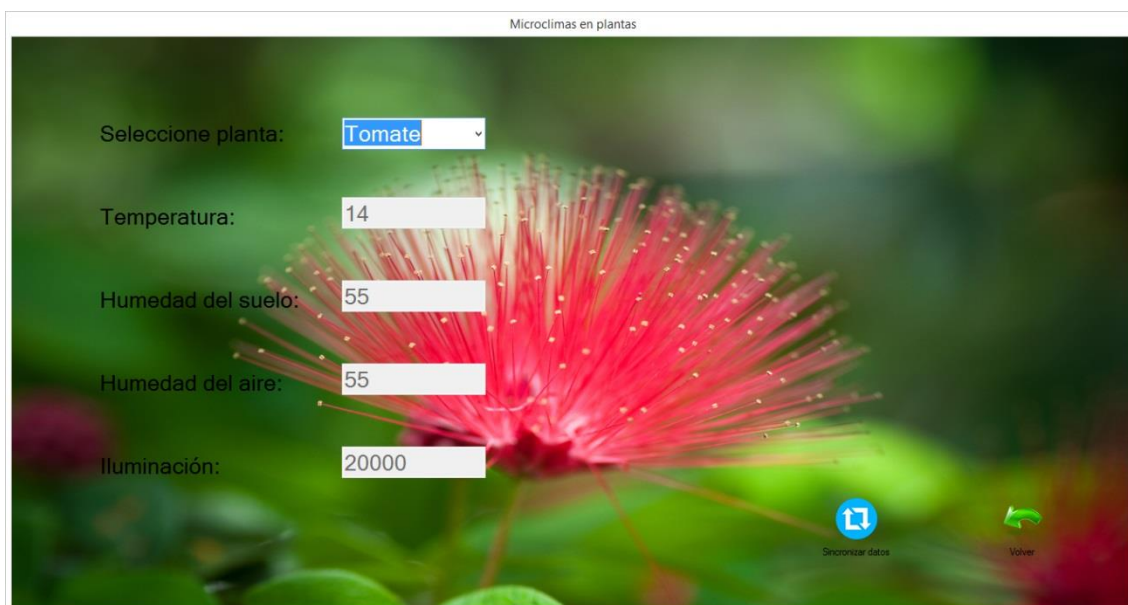 Microclimas en plantas
Seleccione planta: Tomate
Temperatura: 14
Humedad del suelo: 55
Humedad del aire: 55
Iluminación: 20000
Sincronizar datos Volver